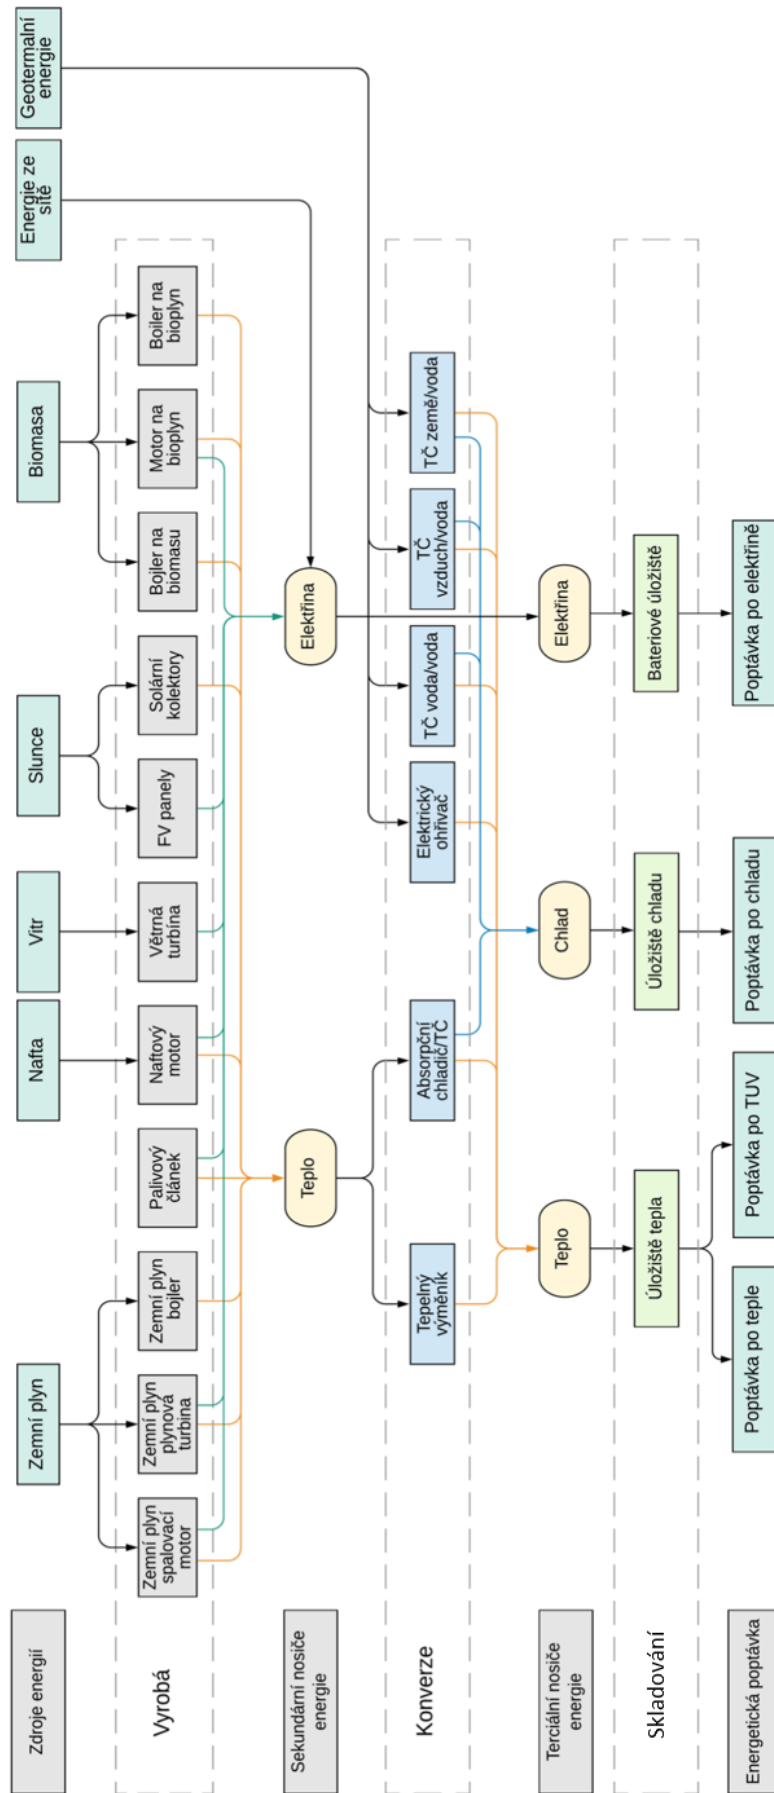 Zdroje energií
Zemní plyn
Nafta
Vítr
Slunce
Biomasa
Energie ze
sítě
Geotermalní
energie
Vyrobá
Zemní plyn
spalovací
motor
Zemní plyn
plynová
turbina
Zemní plyn
bojler
Palivový
článek
Naftový
motor
Větrná
turbína
FV panely
Solární
kolektory
Bojler na
biomasu
Motor na
bioplyn
Boiler na
bioplyn
Sekundární nosiče
energie
Teplo
Elektřina
Konverze
Tepelný
výměník
Absorpční
chladič/TČ
Elektrický
ohřívač
TČ voda/voda
TČ
vzduch/voda
TČ země/voda
Terciální nosiče
energie
Teplo
Chlad
Elektřina
Skladování
Úložiště tepla
Úložiště chladu
Bateriové úložiště
Energetická poptávka
Poptávka po teple
Poptávka po TUV
Poptávka po chladu
Poptávka po elektřině